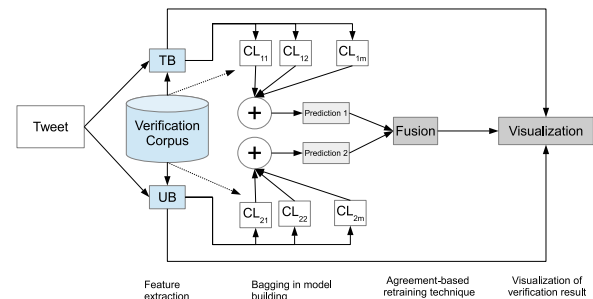 TB
CL11
CL12
CL1m
Tweet
Verification
Corpus
+
Prediction 1
Fusion
Visualization
+
Prediction 2
UB
CL21
CL22
CL2m
Feature
extraction
Bagging in model
building
Agreement-based
retraining technique
Visualization of
verification result